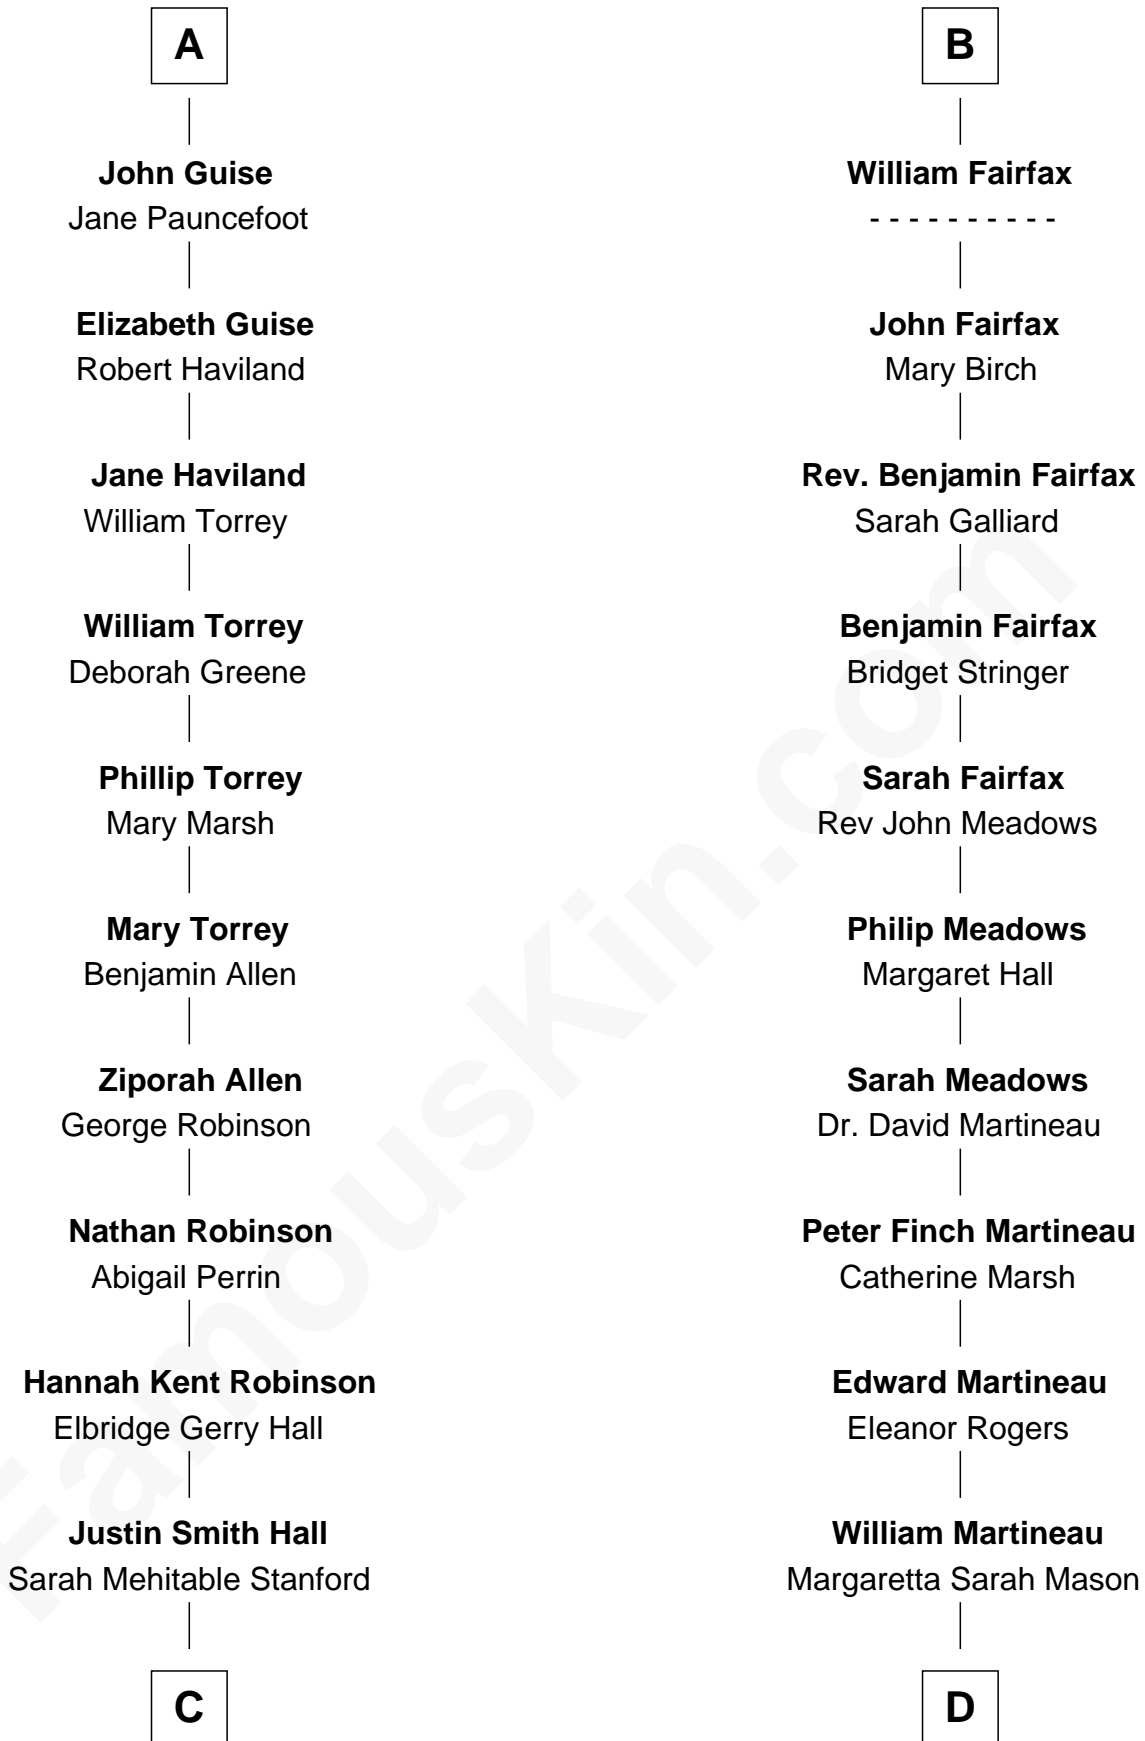 A
John Guise
Jane Pauncefoot
Elizabeth Guise
Robert Haviland
Jane Haviland
William Torrey
William Torrey
Deborah Greene
Phillip Torrey
Mary Marsh
Mary Torrey
Benjamin Allen
Ziporah Allen
George Robinson
Nathan Robinson
Abigail Perrin
Hannah Kent Robinson
Elbridge Gerry Hall
Justin Smith Hall
Sarah Mehitable Stanford
C
B
William Fairfax
- - - - - - - - - -
John Fairfax
Mary Birch
Rev. Benjamin Fairfax
Sarah Galliard
Benjamin Fairfax
Bridget Stringer
Sarah Fairfax
Rev John Meadows
Philip Meadows
Margaret Hall
Sarah Meadows
Dr. David Martineau
Peter Finch Martineau
Catherine Marsh
Edward Martineau
Eleanor Rogers
William Martineau
Margaretta Sarah Mason
D
FamousKin.com